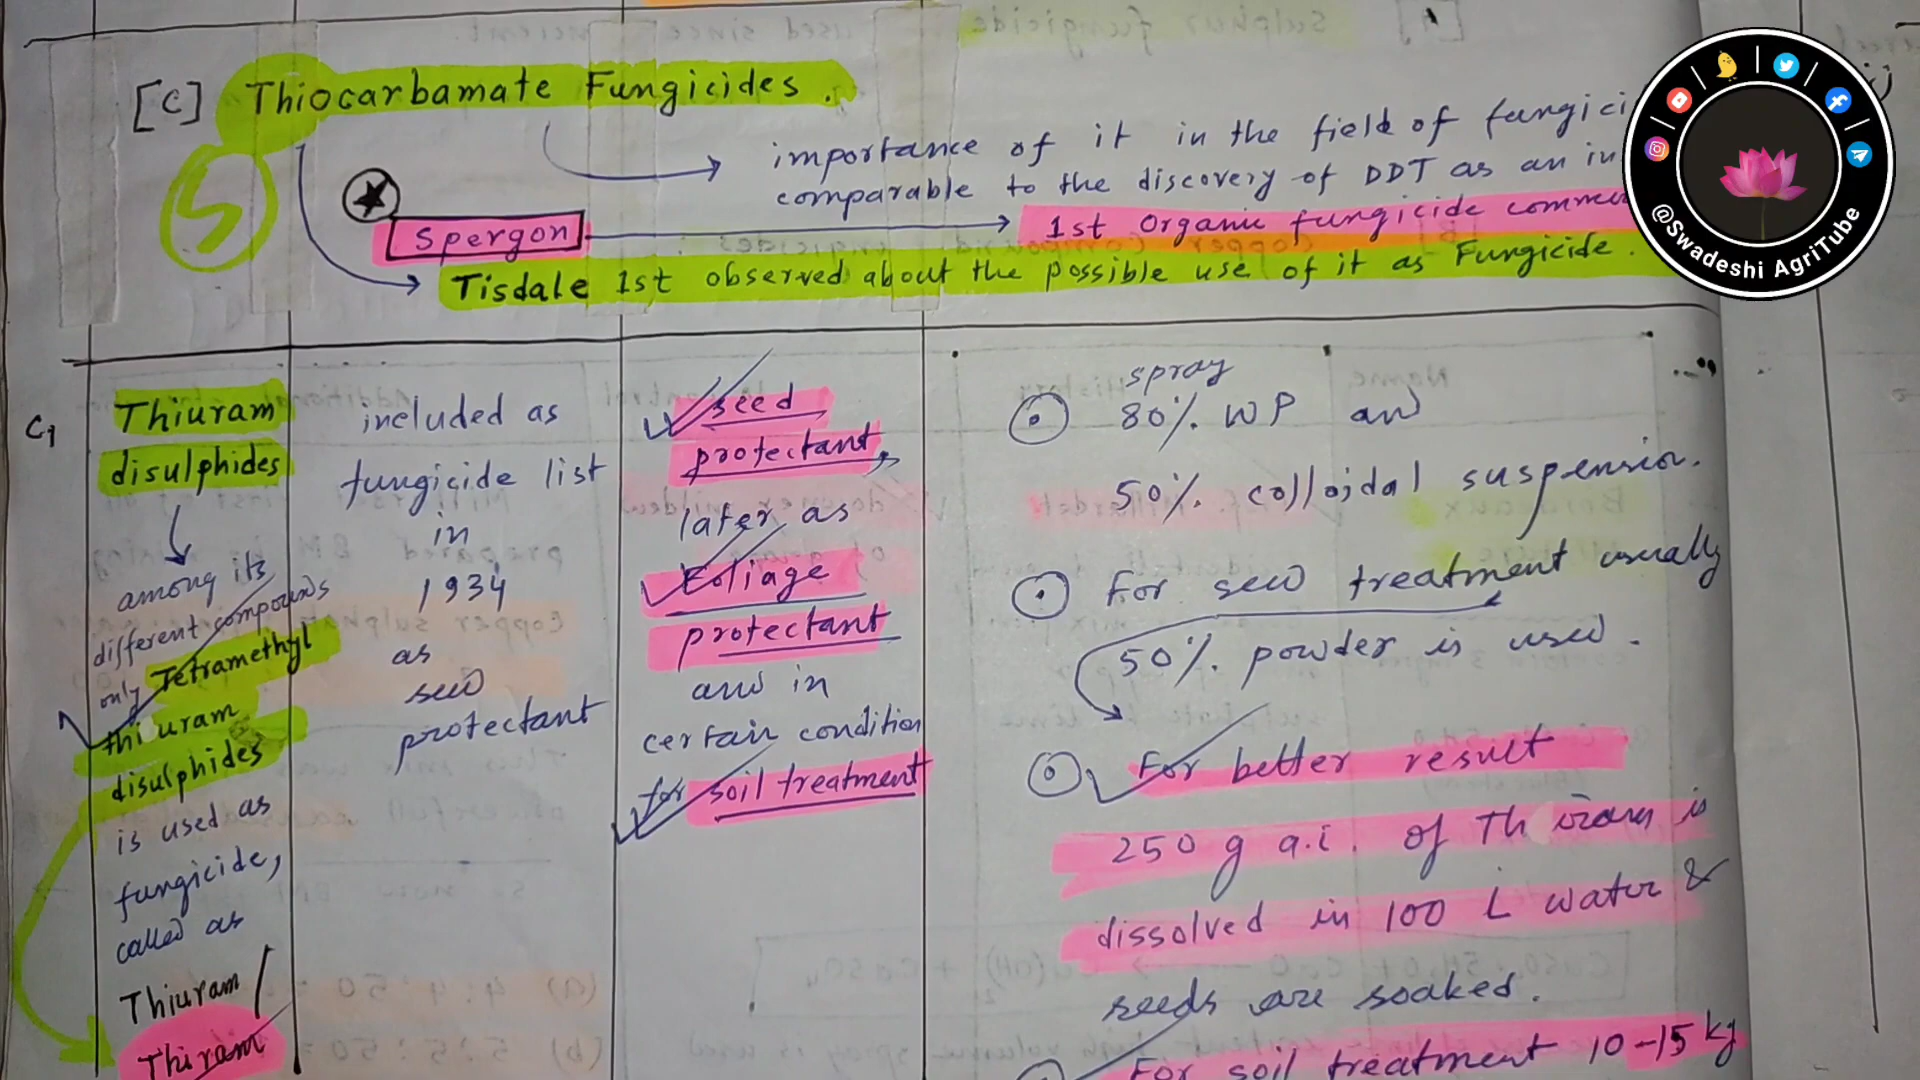 [C] Thiocarbamate Fungicides.
importance of it in the field of fungici
comparable to the discovery of DDT as an in
Spergon
1st Organic fungicide comme
Tisdale 1st observed about the possible use of it as Fungicide.
S
@Swadeshi AgriTube
C1
Thiuram
disulphides
among its
different compounds
only Tetramethyl
thiuram
disulphides
is used as
fungicide,
called as
Thiuram/
Thiram
included as
fungicide list
in
1934
as
seed
protectant
seed
protectant
later as
Foliage
protectant
and in
certain condition
for soil treatment
spray
80%. WP and
50%. colloidal suspension.
For seed treatment usually
50%. powder is used.
For better result
250 g a.i. of Thiram is
dissolved in 100 L water &
seeds are soaked.
For soil treatment 10-15 kg